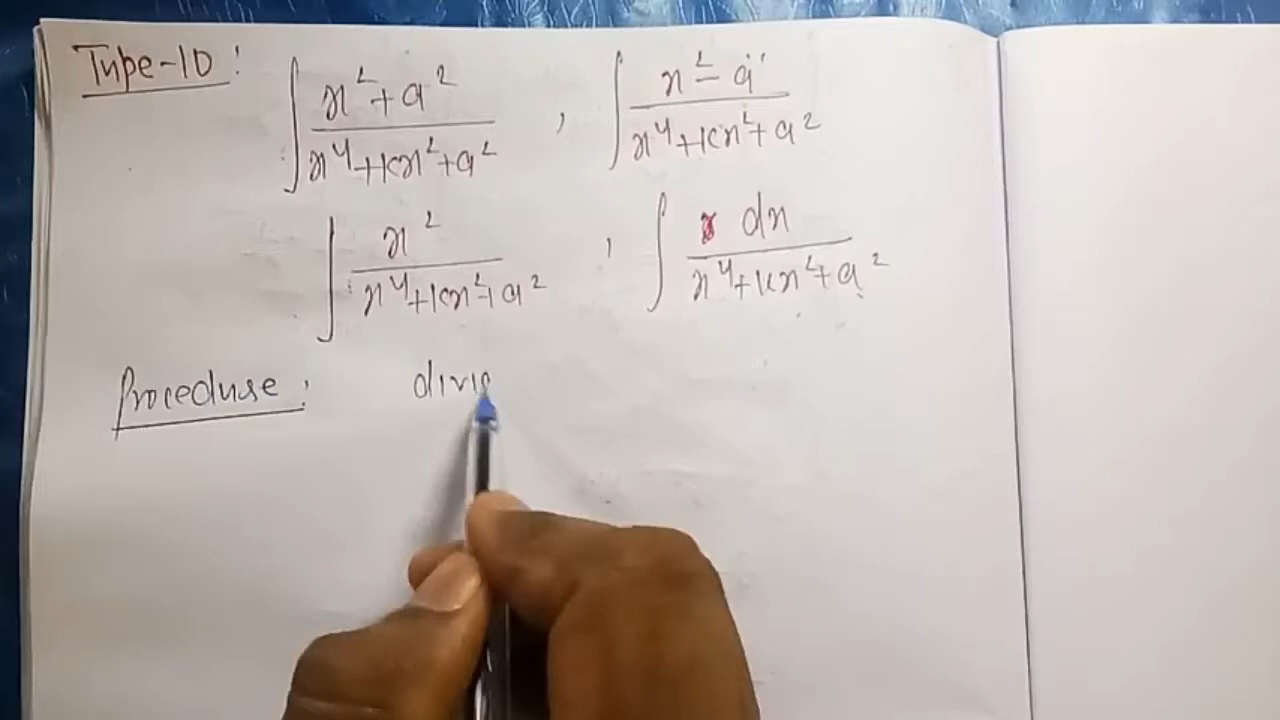 Type-10:
∫ x²+a² / x⁴+kx²+a² , ∫ x²-a² / x⁴+kx²+a²
∫ x² / x⁴+kx²+a² , ∫ dx / x⁴+kx²+a²
Procedure: divi